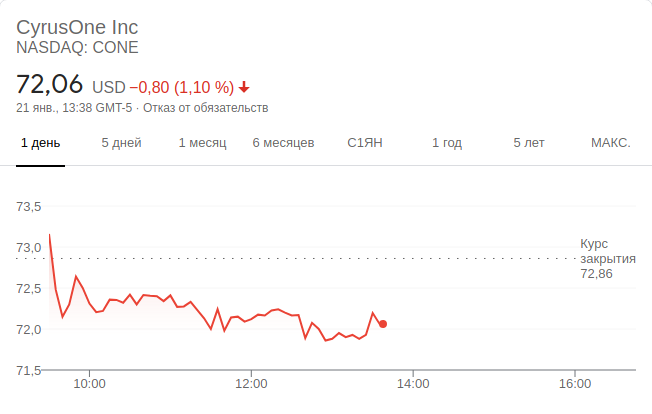 CyrusOne Inc
NASDAQ: CONE
72,06 USD −0,80 (1,10 %)
21 янв., 13:38 GMT-5 · Отказ от обязательств
1 день 5 дней 1 месяц 6 месяцев С1ЯН 1 год 5 лет МАКС.
73,5
73,0
72,5
72,0
71,5
Курс
закрытия
72,86
10:00 12:00 14:00 16:00